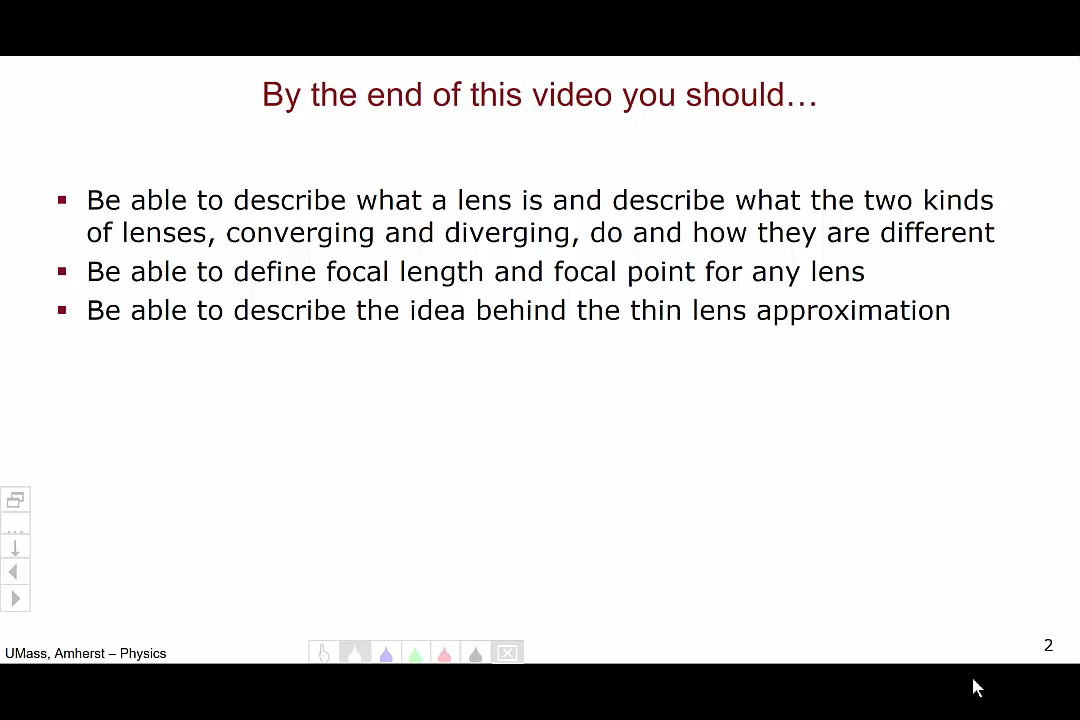 By the end of this video you should…
Be able to describe what a lens is and describe what the two kinds
of lenses, converging and diverging, do and how they are different
Be able to define focal length and focal point for any lens
Be able to describe the idea behind the thin lens approximation
UMass, Amherst – Physics
2